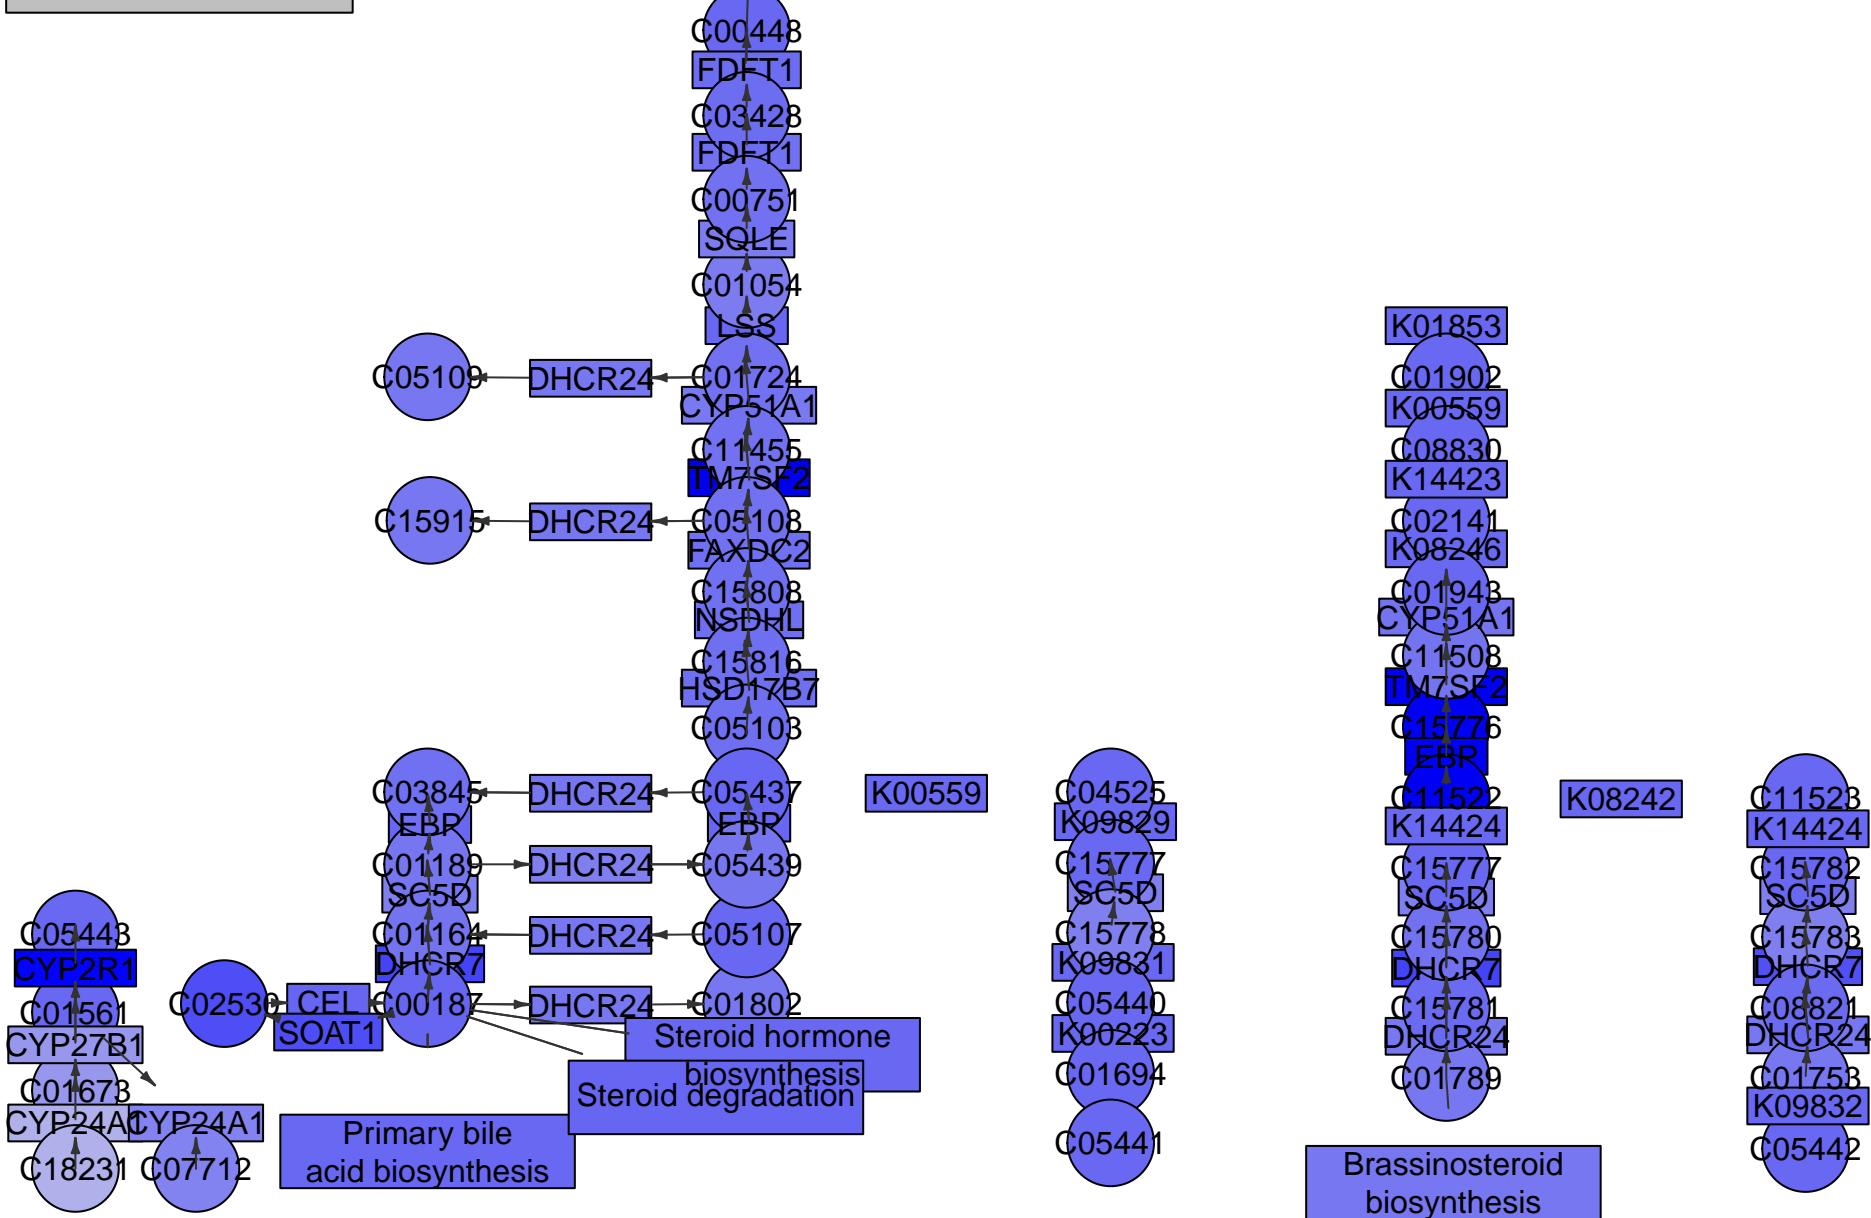 C00448
FDFT1
C03428
FDFT1
C00751
SQLE
C01054
LSS
C05109
DHCR24
C01724
CYP51A1
C11455
TM7SF2
C15915
DHCR24
C05108
FAXDC2
C15808
NSDHL
C15816
HSD17B7
C05103
C03845
DHCR24
C05437
EBP
EBP
C01189
DHCR24
C05439
SC5D
C01164
DHCR24
C05107
DHCR7
C02530
CEL
SOAT1
C00187
DHCR24
C01802
C05443
CYP2R1
C01561
CYP27B1
C01673
CYP24A1
CYP24A1
C18231
C07712
Steroid hormone
biosynthesis
Steroid degradation
Primary bile
acid biosynthesis
K00559
C04525
K09829
C15777
SC5D
C15778
K09831
C05440
K00223
C01694
C05441
K01853
C01902
K00559
C08830
K14423
C02141
K08246
C01943
CYP51A1
C11508
TM7SF2
C15776
EBP
C11522
K14424
C15777
SC5D
C15780
DHCR7
C15781
DHCR24
C01789
Brassinosteroid
biosynthesis
K08242
C11523
K14424
C15782
SC5D
C15783
DHCR7
C08821
DHCR24
C01753
K09832
C05442